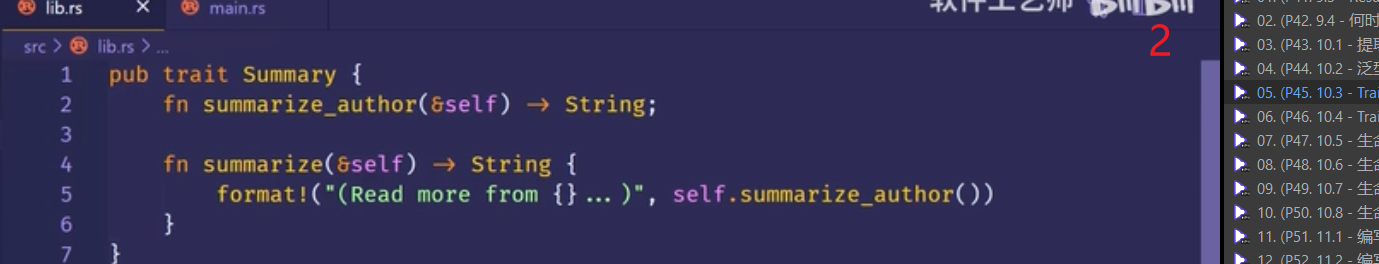 lib.rs
main.rs
软件工艺师
2
src > lib.rs > ...
1 pub trait Summary {
2 fn summarize_author(&self) -> String;
3
4 fn summarize(&self) -> String {
5 format!("(Read more from {}...)", self.summarize_author())
6 }
7 }
02. (P42. 9.4 - 何时
03. (P43. 10.1 - 提取
04. (P44. 10.2 - 泛型
05. (P45. 10.3 - Trai
06. (P46. 10.4 - Trai
07. (P47. 10.5 - 生命
08. (P48. 10.6 - 生命
09. (P49. 10.7 - 生命
10. (P50. 10.8 - 生命
11. (P51. 11.1 - 编写
12. (P52. 11.2 -